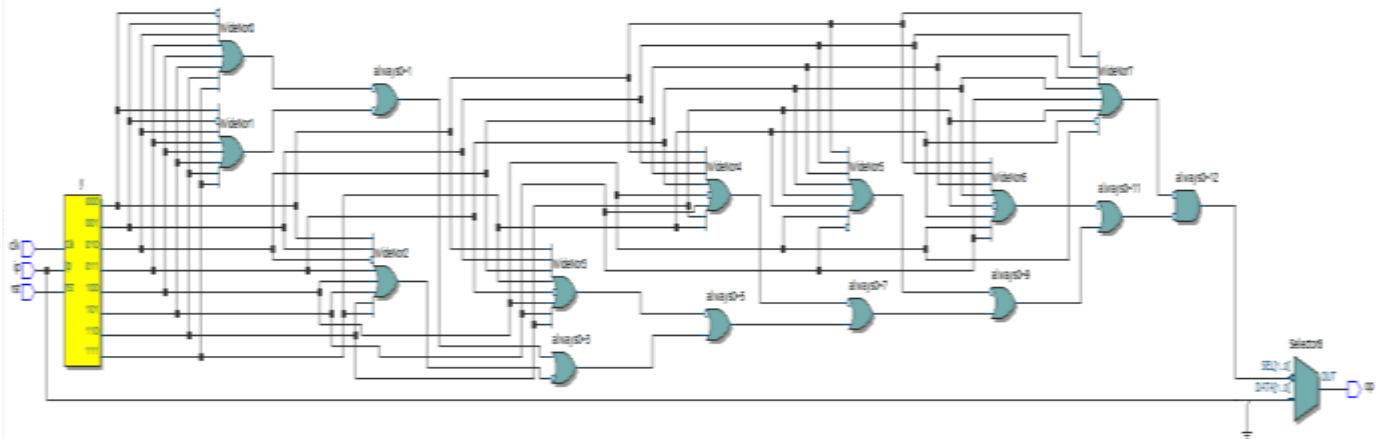 WideNor0
always0~1
WideNor1
WideNor7
WideNor4
WideNor5
WideNor6
always0~11
always0~12
000
001
010
011
100
101
110
111
clk
ip
rst
WideNor2
WideNor3
always0~3
always0~5
always0~7
always0~9
SEL[1..0]
DATA[1..0]
OUT
op